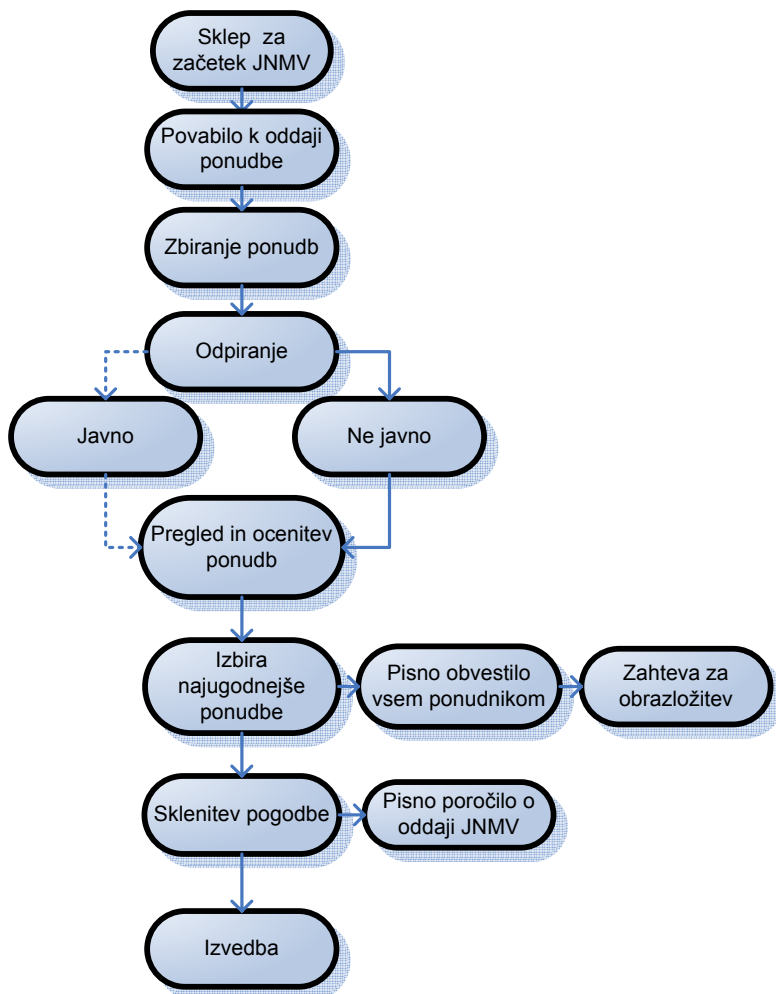 Sklep za
začetek JNMV
Povabilo k oddaji
ponudbe
Zbiranje ponudb
Odpiranje
Javno
Ne javno
Pregled in ocenitev
ponudb
Izbira
najugodnejše
ponudbe
Pisno obvestilo
vsem ponudnikom
Zahteva za
obrazložitev
Sklenitev pogodbe
Pisno poročilo o
oddaji JNMV
Izvedba